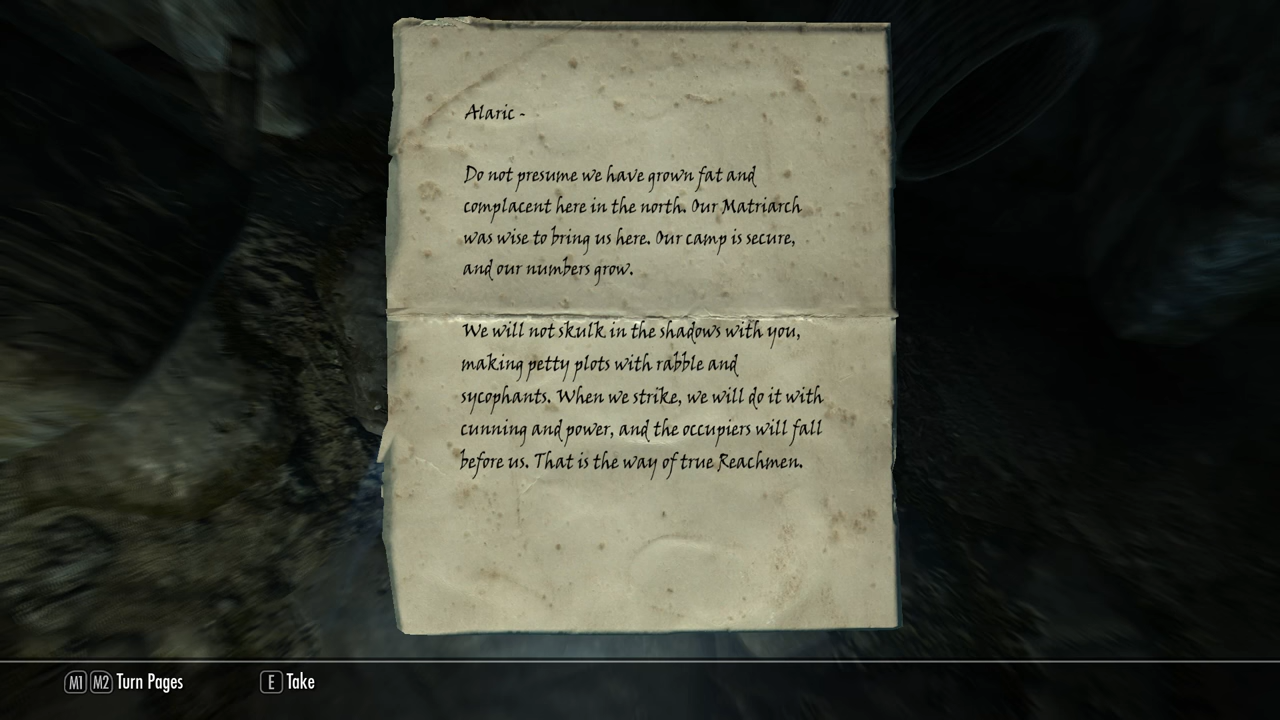 Alaric -
Do not presume we have grown fat and
complacent here in the north. Our Matriarch
was wise to bring us here. Our camp is secure,
and our numbers grow.
We will not skulk in the shadows with you,
making petty plots with rabble and
sycophants. When we strike, we will do it with
cunning and power, and the occupiers will fall
before us. That is the way of true Reachmen.
M1 M2 Turn Pages E Take